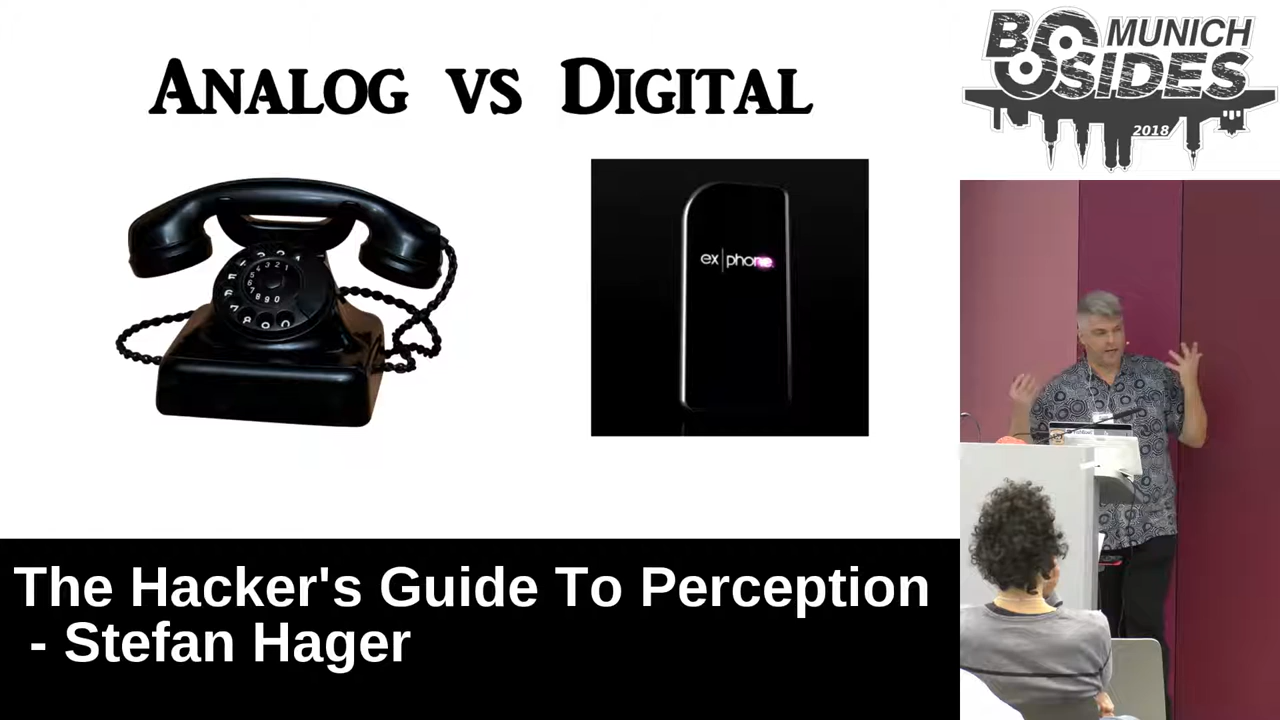 ANALOG VS DIGITAL
ex|phone
BSIDES MUNICH
2018
The Hacker's Guide To Perception
- Stefan Hager